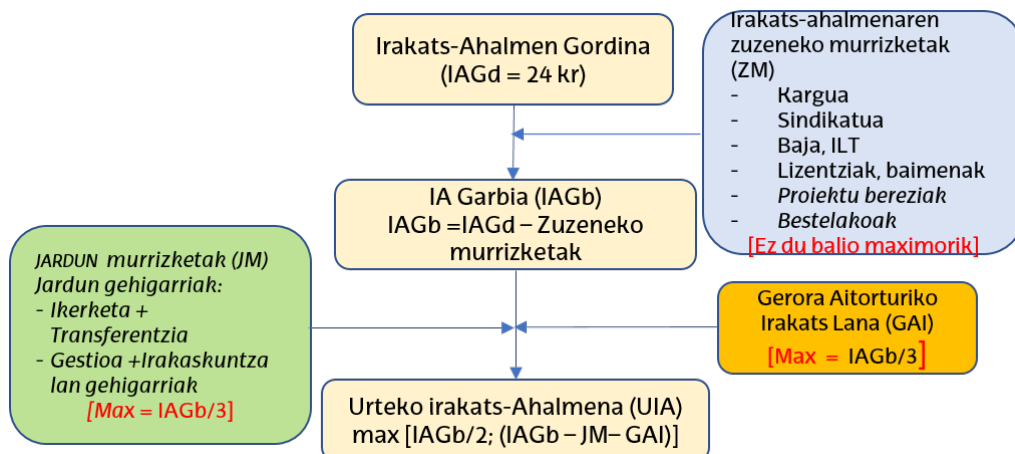 Irakats-Ahalmen Gordina
(IAGd = 24 kr)
Irakats-ahalmenaren
zuzeneko murrizketak
(ZM)
- Kargua
- Sindikatua
- Baja, ILT
- Lizentziak, baimenak
- Proiektu bereziak
- Bestelakoak
[Ez du balio maximorik]
IA Garbia (IAGb)
IAGb =IAGd – Zuzeneko
murrizketak
JARDUN murrizketak (JM)
Jardun gehigarriak:
- Ikerketa +
Transferentzia
- Gestioa +Irakaskuntza
lan gehigarriak
[Max = IAGb/3]
Gerora Aitorturiko
Irakats Lana (GAI)
[Max = IAGb/3]
Urteko irakats-Ahalmena (UIA)
max [IAGb/2; (IAGb – JM– GAI)]